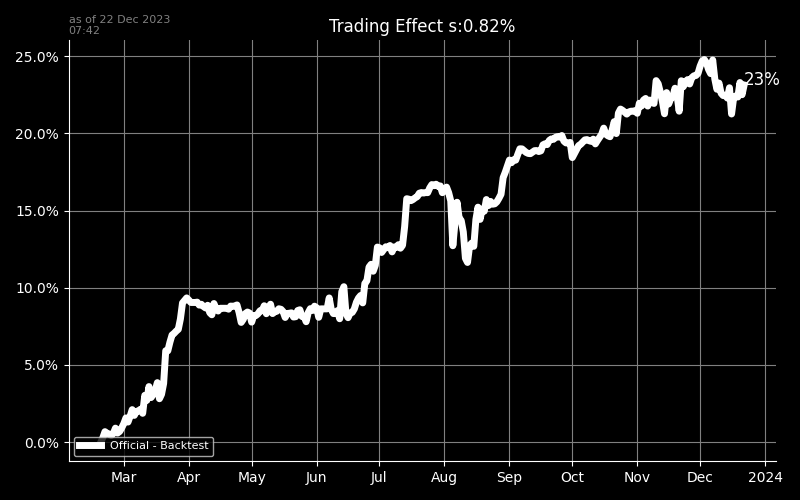 as of 22 Dec 2023
07:42
Trading Effect s:0.82%
25.0%
20.0%
15.0%
10.0%
5.0%
0.0%
23%
Official - Backtest
Mar Apr May Jun Jul Aug Sep Oct Nov Dec 2024